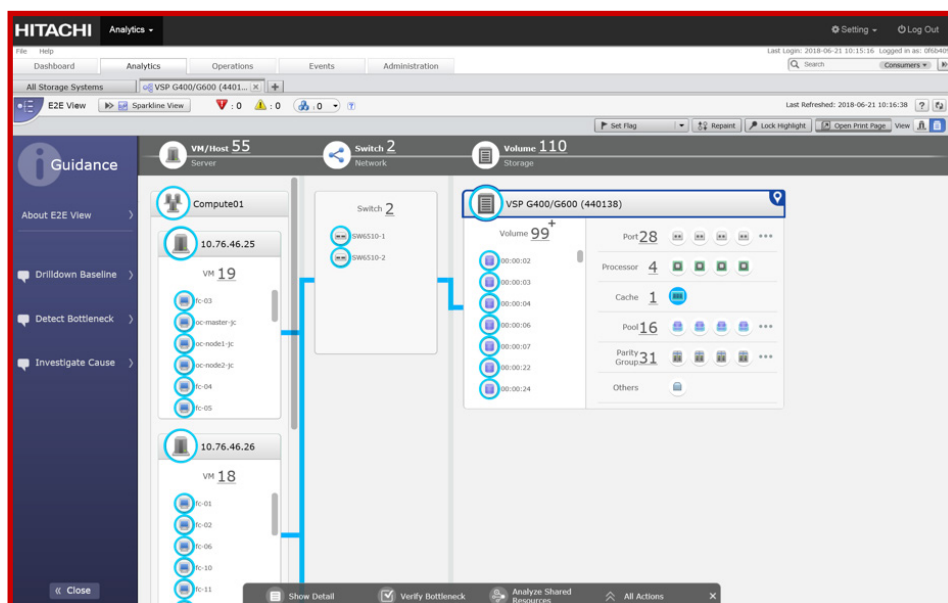 HITACHI Analytics Setting Log Out
File Help Last Login: 2018-06-21 10:15:16 Logged in as:
Dashboard Analytics Operations Events Administration Search Consumers
All Storage Systems VSP G400/G600 (4401... × +
E2E View Sparkline View : 0 : 0 : 0 ? Last Refreshed: 2018-06-21 10:16:38 ?
Set Flag Repaint Lock Highlight Open Print Page View
i Guidance
About E2E View
Drilldown Baseline
Detect Bottleneck
Investigate Cause
« Close
VM/Host 55
Server
Switch 2
Network
Volume 110
Storage
Compute01
10.76.46.25
VM 19
fc-03
oc-master-jc
oc-node1-jc
oc-node2-jc
fc-04
fc-05
10.76.46.26
VM 18
fc-01
fc-02
fc-06
fc-10
fc-11
Switch 2
SW6510-1
SW6510-2
VSP G400/G600 (440138)
Volume 99+
00:00:02
00:00:03
00:00:04
00:00:06
00:00:07
00:00:22
00:00:24
Port 28 •••
Processor 4
Cache 1
Pool 16 •••
Parity
Group 31 •••
Others
Show Detail Verify Bottleneck Analyze Shared
Resources All Actions ×